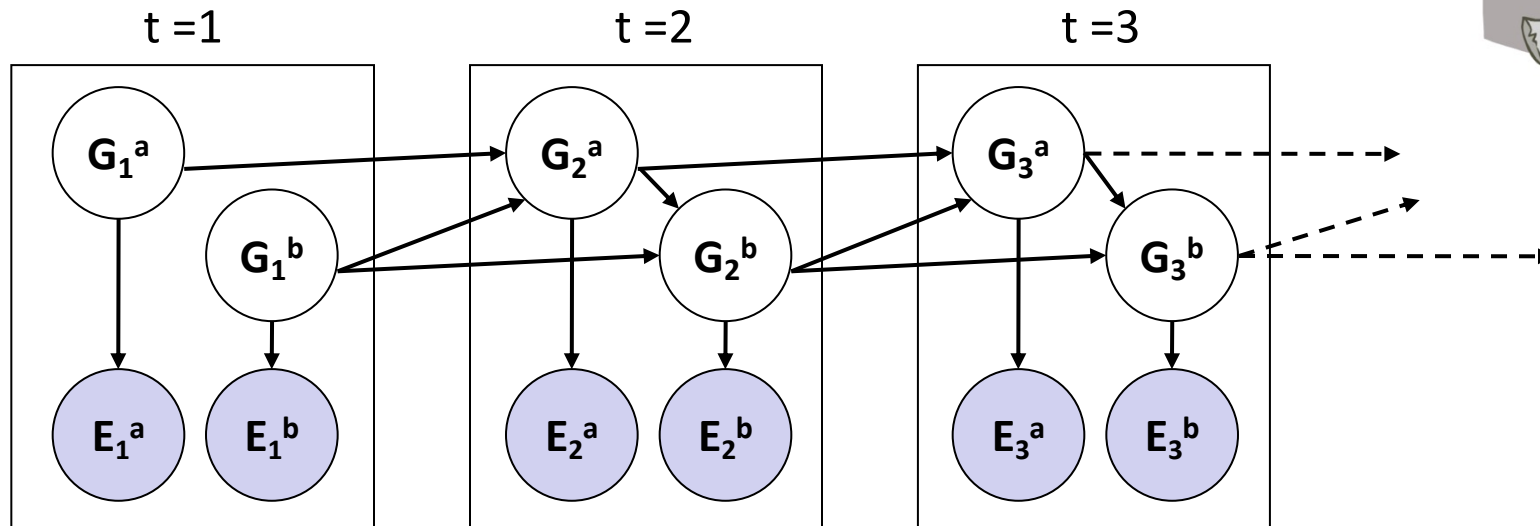 t =1 t =2 t =3
G₁ᵃ G₂ᵃ G₃ᵃ
G₁ᵇ G₂ᵇ G₃ᵇ
E₁ᵃ E₁ᵇ E₂ᵃ E₂ᵇ E₃ᵃ E₃ᵇ